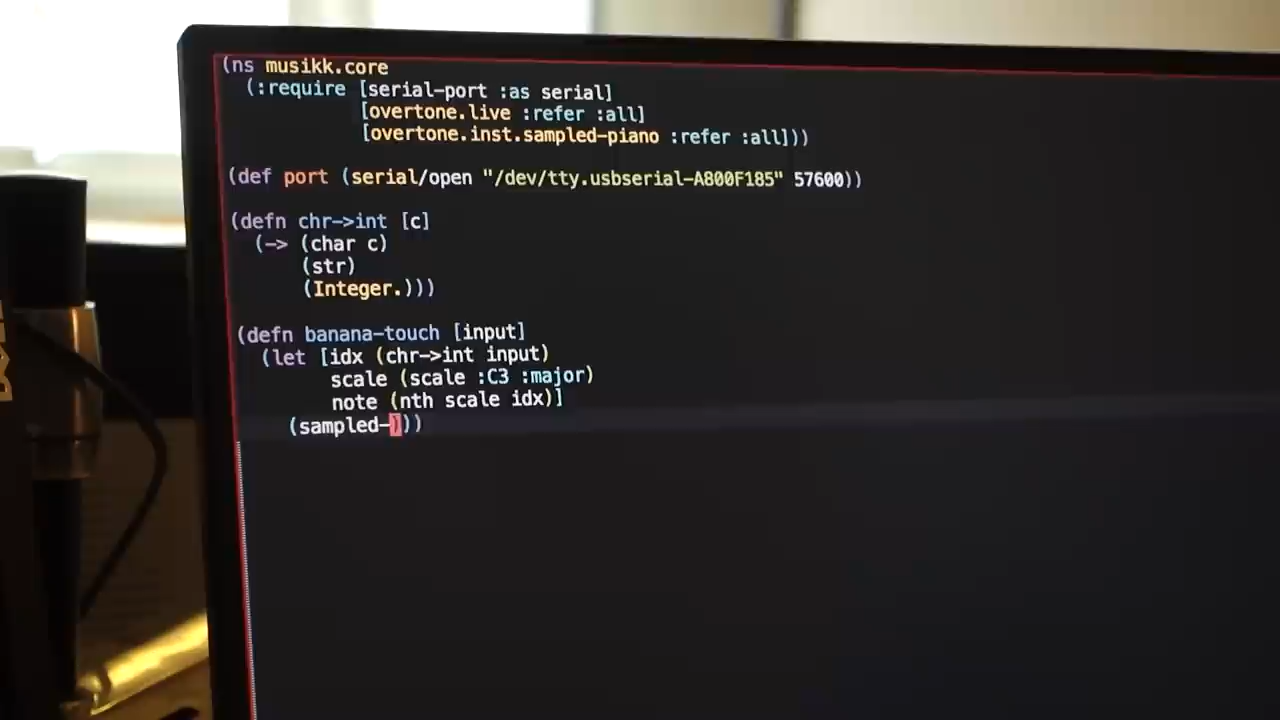 (ns musikk.core
(:require [serial-port :as serial]
[overtone.live :refer :all]
[overtone.inst.sampled-piano :refer :all]))
(def port (serial/open "/dev/tty.usbserial-A800F185" 57600))
(defn chr->int [c]
(-> (char c)
(str)
(Integer.)))
(defn banana-touch [input]
(let [idx (chr->int input)
scale (scale :C3 :major)
note (nth scale idx)]
(sampled-)))